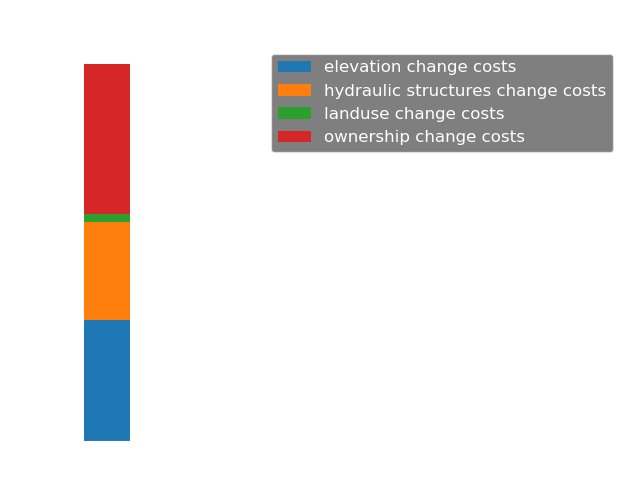 elevation change costs
hydraulic structures change costs
landuse change costs
ownership change costs